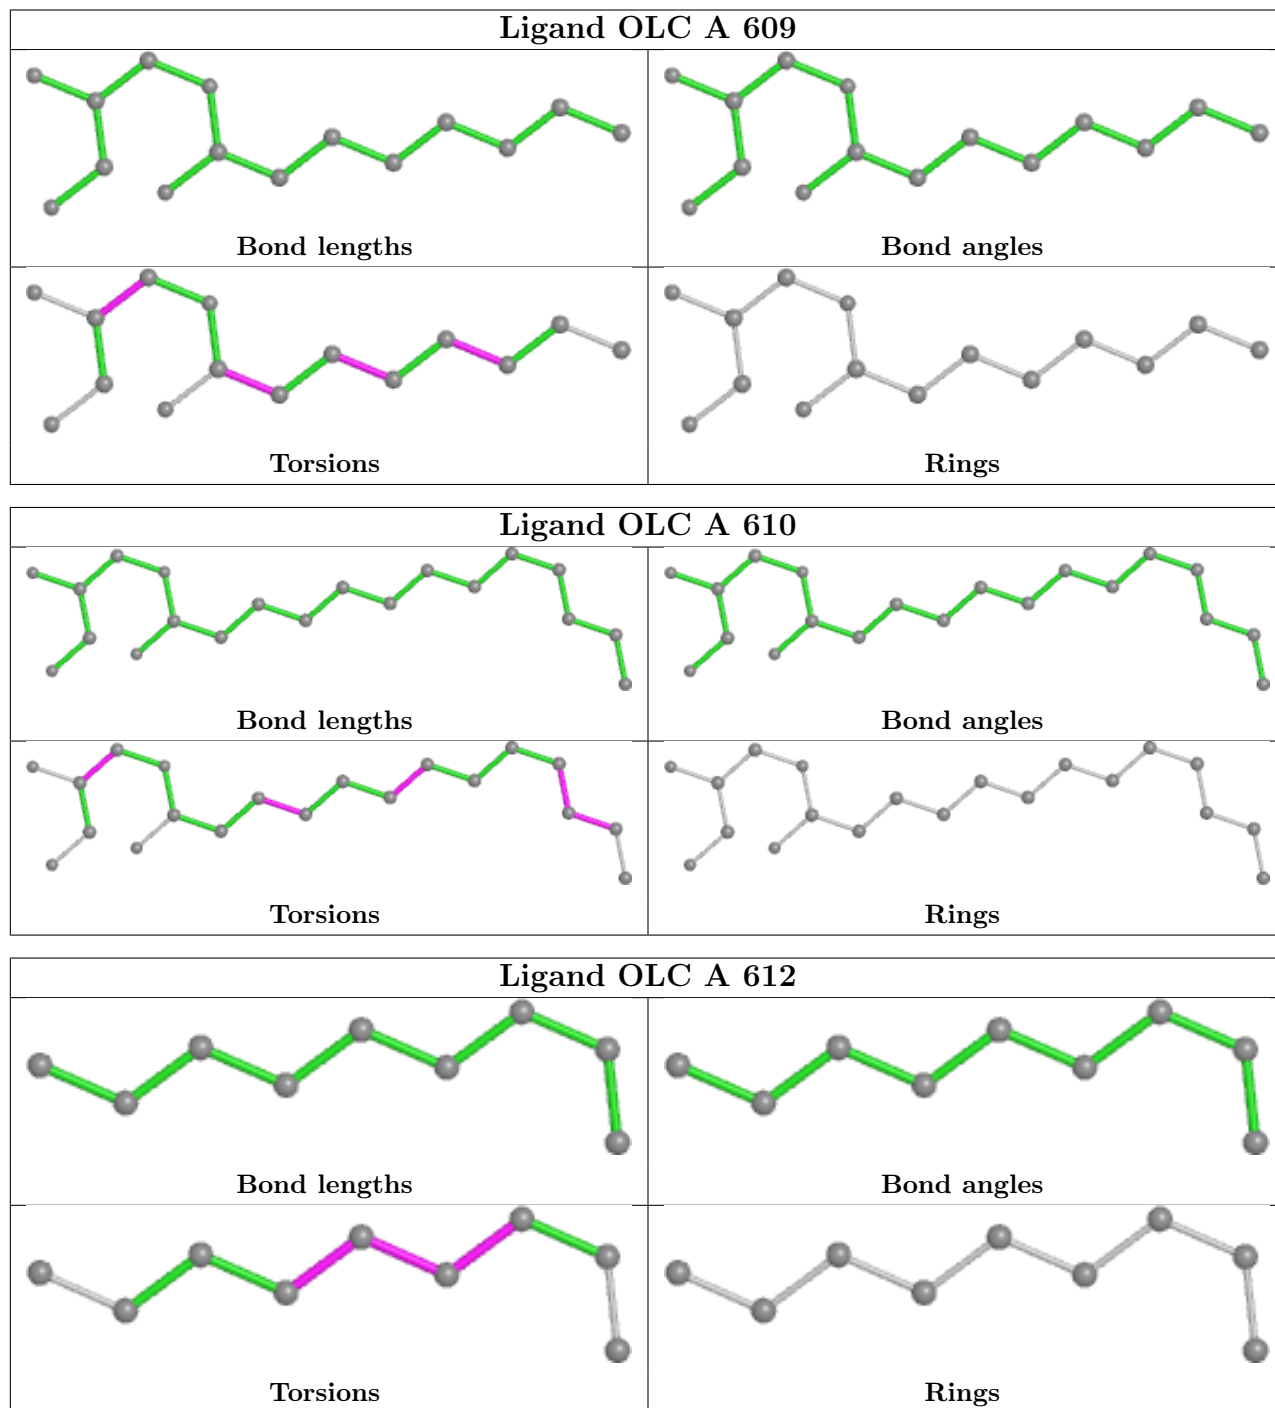 Ligand OLC A 609
Bond lengths
Bond angles
Torsions
Rings
Ligand OLC A 610
Bond lengths
Bond angles
Torsions
Rings
Ligand OLC A 612
Bond lengths
Bond angles
Torsions
Rings